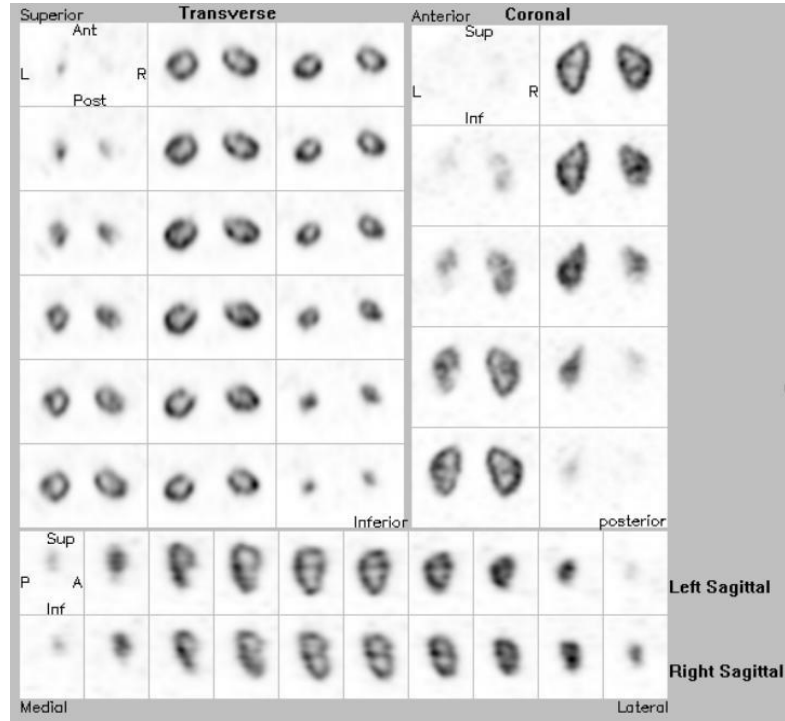 Superior Transverse
Ant
L R
Post
Inferior
Anterior Coronal
Sup
L R
Inf
posterior
Sup
P A
Inf
Left Sagittal
Right Sagittal
Medial Lateral